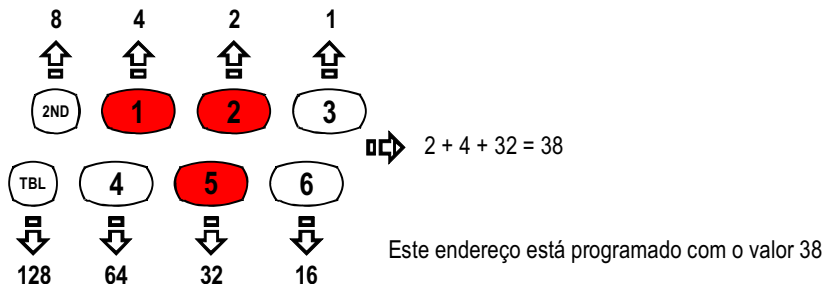 8 4 2 1
2ND 1 2 3
2 + 4 + 32 = 38
TBL 4 5 6
Este endereço está programado com o valor 38
128 64 32 16